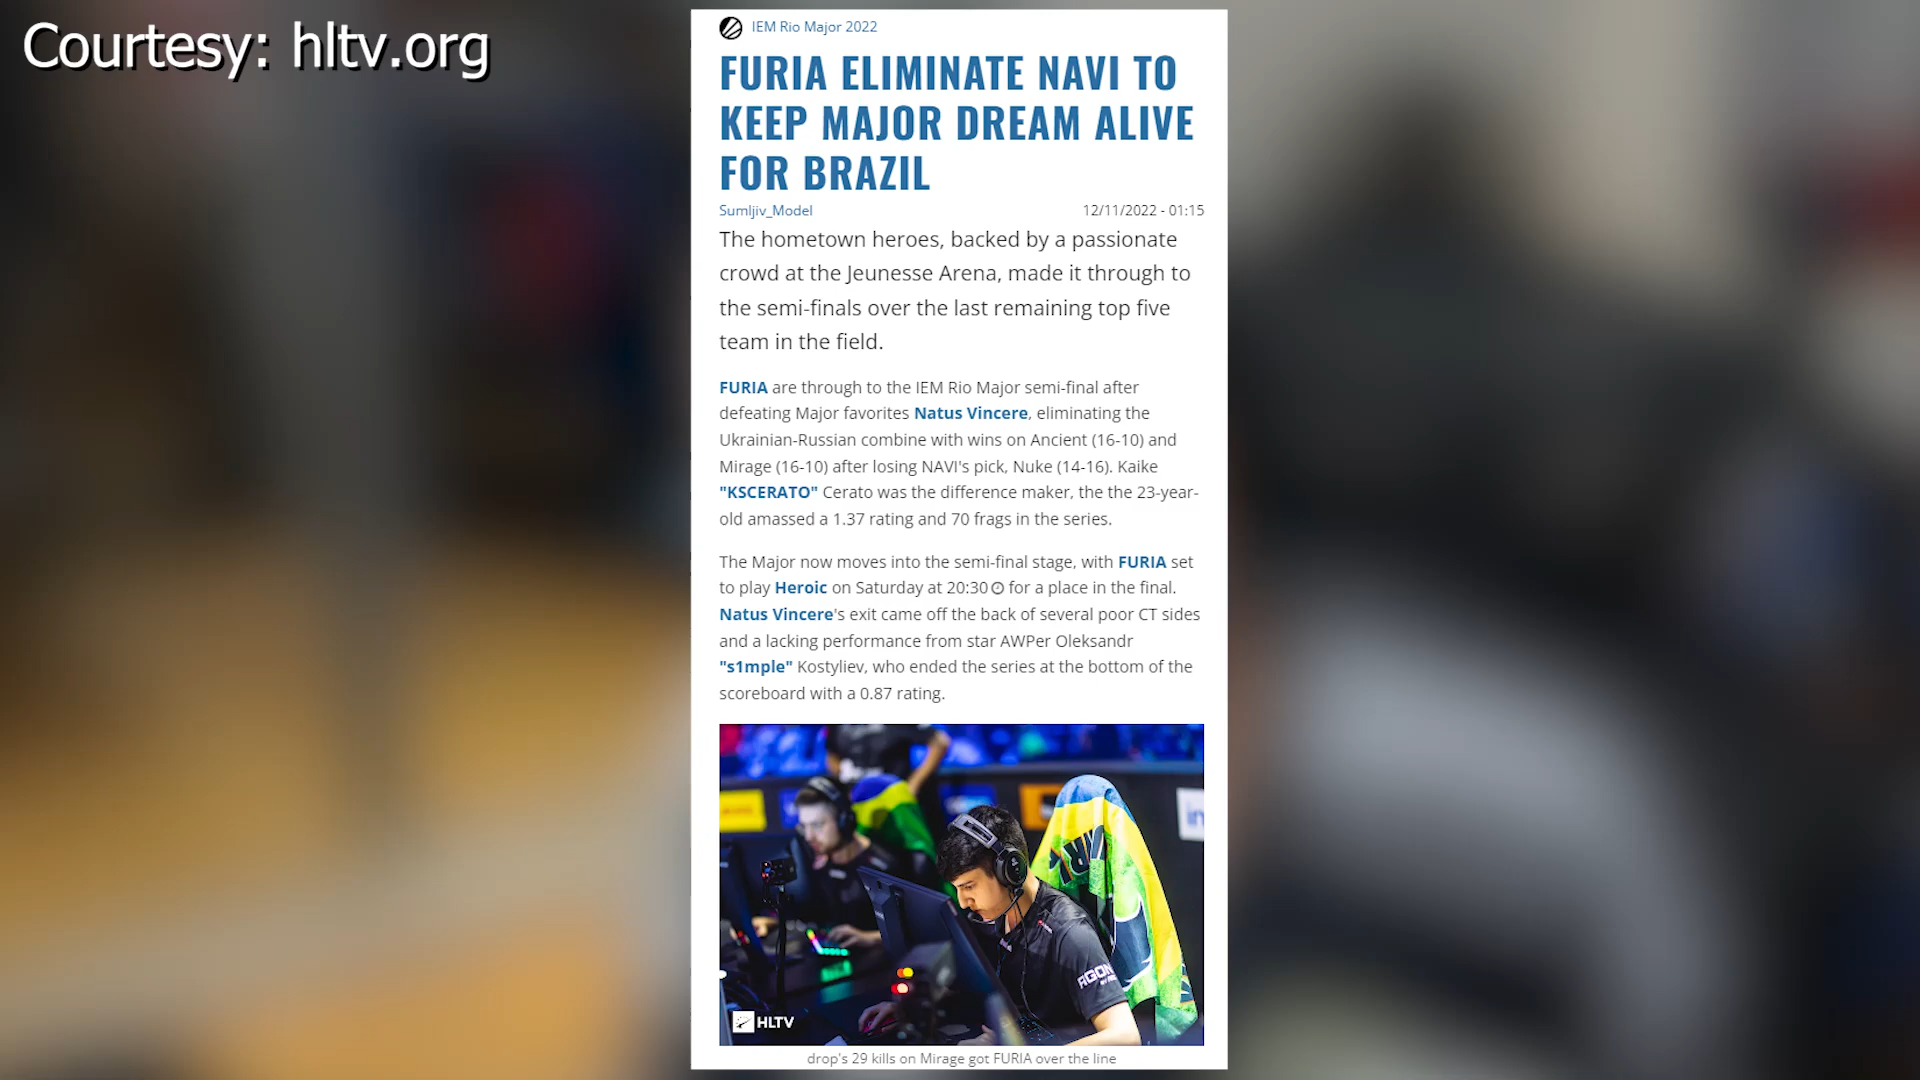 Courtesy: hltv.org
IEM Rio Major 2022
FURIA ELIMINATE NAVI TO
KEEP MAJOR DREAM ALIVE
FOR BRAZIL
Sumljiv_Model
12/11/2022 - 01:15
The hometown heroes, backed by a passionate
crowd at the Jeunesse Arena, made it through to
the semi-finals over the last remaining top five
team in the field.
FURIA are through to the IEM Rio Major semi-final after
defeating Major favorites Natus Vincere, eliminating the
Ukrainian-Russian combine with wins on Ancient (16-10) and
Mirage (16-10) after losing NAVI's pick, Nuke (14-16). Kaike
"KSCERATO" Cerato was the difference maker, the the 23-year-
old amassed a 1.37 rating and 70 frags in the series.
The Major now moves into the semi-final stage, with FURIA set
to play Heroic on Saturday at 20:30 for a place in the final.
Natus Vincere's exit came off the back of several poor CT sides
and a lacking performance from star AWPer Oleksandr
"s1mple" Kostyliev, who ended the series at the bottom of the
scoreboard with a 0.87 rating.
HLTV
drop's 29 kills on Mirage got FURIA over the line